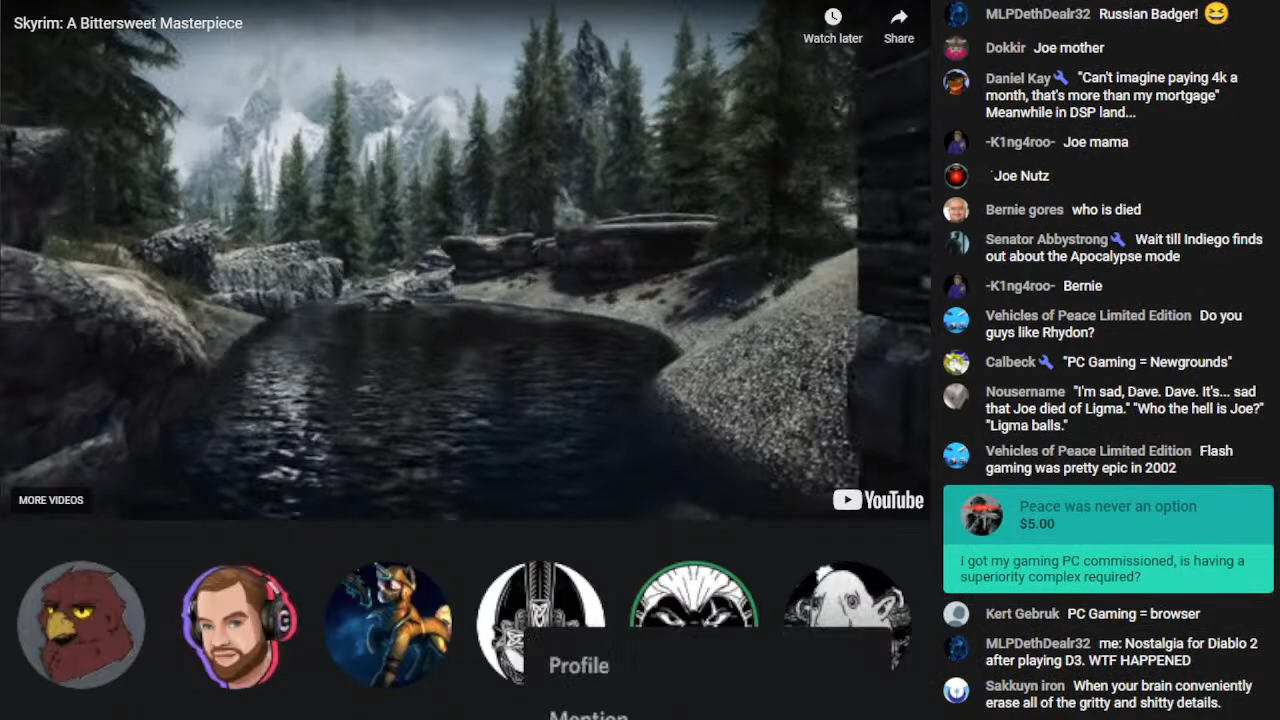 Skyrim: A Bittersweet Masterpiece
Watch later
Share
MORE VIDEOS
YouTube
Profile
Mention
MLPDethDealr32 Russian Badger! 😆
Dokkir Joe mother
Daniel Kay "Can't imagine paying 4k a
month, that's more than my mortgage"
Meanwhile in DSP land...
-K1ng4roo- Joe mama
Joe Nutz
Bernie gores who is died
Senator Abbystrong Wait till Indiego finds
out about the Apocalypse mode
-K1ng4roo- Bernie
Vehicles of Peace Limited Edition Do you
guys like Rhydon?
Calbeck "PC Gaming = Newgrounds"
Nousername "I'm sad, Dave. Dave. It's... sad
that Joe died of Ligma." "Who the hell is Joe?"
"Ligma balls."
Vehicles of Peace Limited Edition Flash
gaming was pretty epic in 2002
Peace was never an option
$5.00
I got my gaming PC commissioned, is having a
superiority complex required?
Kert Gebruk PC Gaming = browser
MLPDethDealr32 me: Nostalgia for Diablo 2
after playing D3. WTF HAPPENED
Sakkuyn iron When your brain conveniently
erase all of the gritty and shitty details.